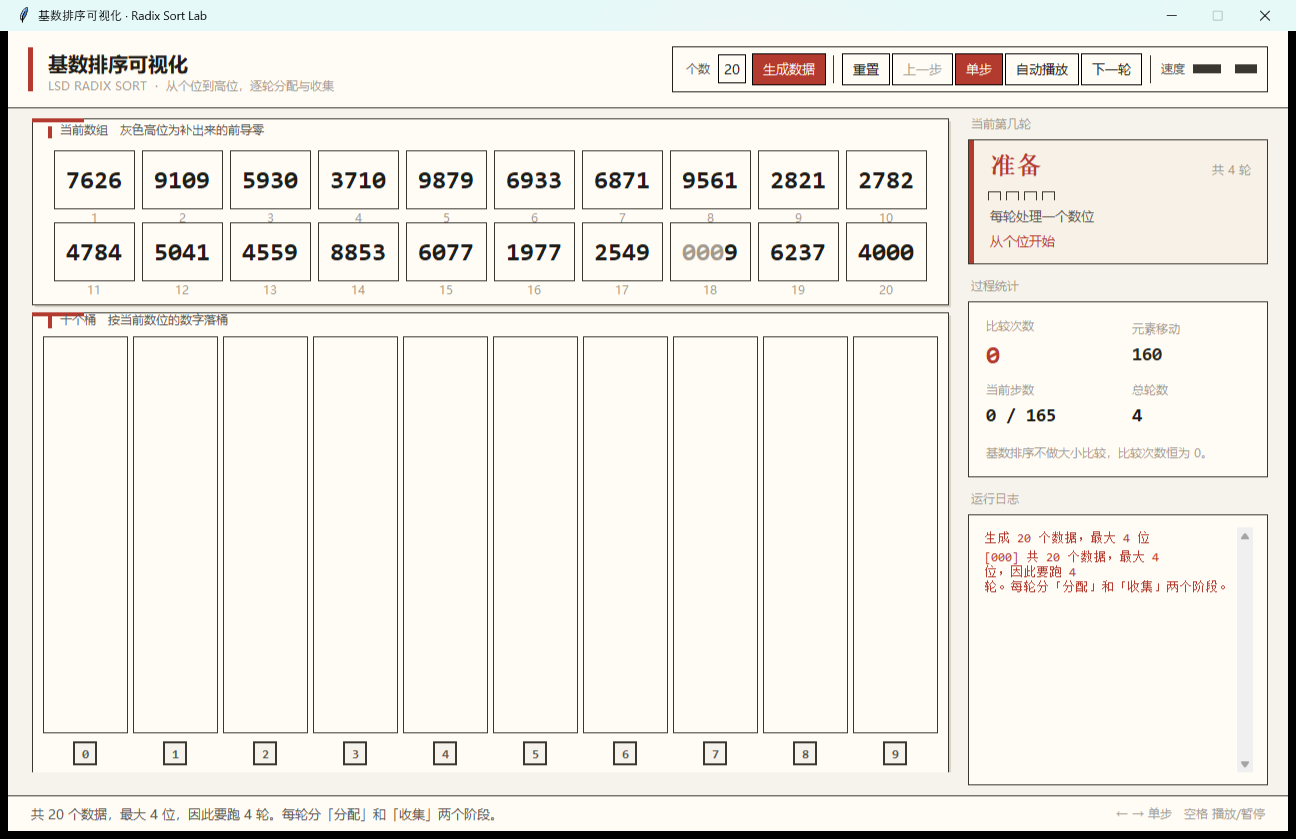 基数排序可视化 · Radix Sort Lab
基数排序可视化
LSD RADIX SORT · 从个位到高位，逐轮分配与收集
个数 20 生成数据 重置 上一步 单步 自动播放 下一轮 速度
当前数组 灰色高位为补出来的前导零
7626 9109 5930 3710 9879 6933 6871 9561 2821 2782
1 2 3 4 5 6 7 8 9 10
4784 5041 4559 8853 6077 1977 2549 0009 6237 4000
11 12 13 14 15 16 17 18 19 20
十个桶 按当前数位的数字落桶
0 1 2 3 4 5 6 7 8 9
当前第几轮
准备 共 4 轮
每轮处理一个数位
从个位开始
过程统计
比较次数 元素移动
0 160
当前步数 总轮数
0 / 165 4
基数排序不做大小比较，比较次数恒为 0。
运行日志
生成 20 个数据，最大 4 位
[000] 共 20 个数据，最大 4
位，因此要跑 4
轮。每轮分「分配」和「收集」两个阶段。
共 20 个数据，最大 4 位，因此要跑 4 轮。每轮分「分配」和「收集」两个阶段。
← → 单步 空格 播放/暂停